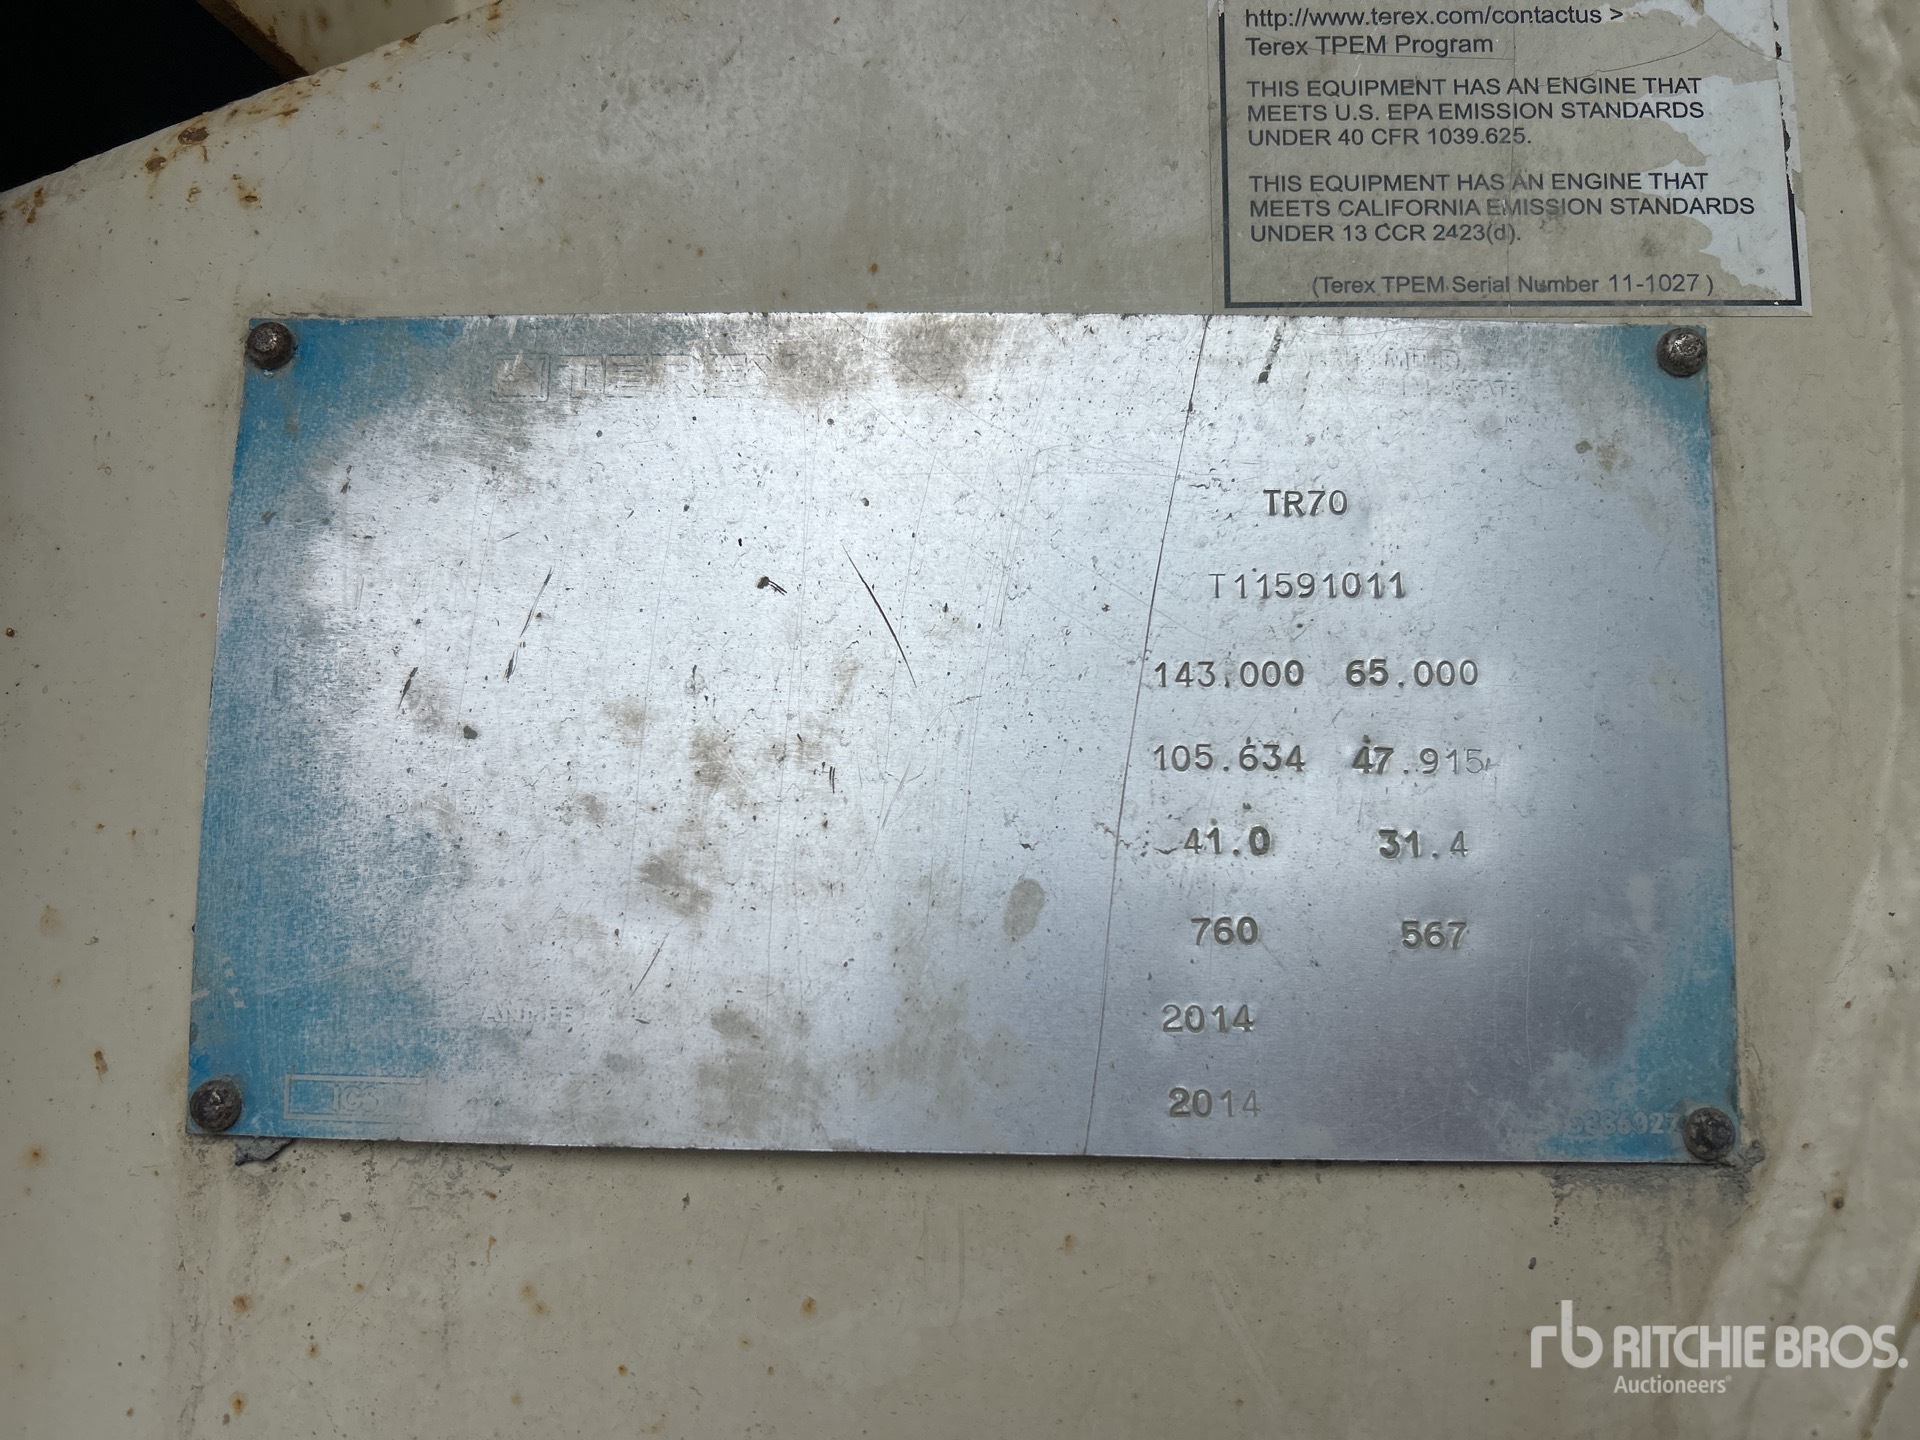 http://www.terex.com/contactus >
Terex TPEM Program
THIS EQUIPMENT HAS AN ENGINE THAT
MEETS U.S. EPA EMISSION STANDARDS
UNDER 40 CFR 1039.625.
THIS EQUIPMENT HAS AN ENGINE THAT
MEETS CALIFORNIA EMISSION STANDARDS
UNDER 13 CCR 2423(d).
(Terex TPEM Serial Number 11-1027 )
TEREX
TR70
T11591011
143.000 65.000
105.634 47.915
41.0 31.4
760 567
2014
2014
rb RITCHIE BROS.
Auctioneers